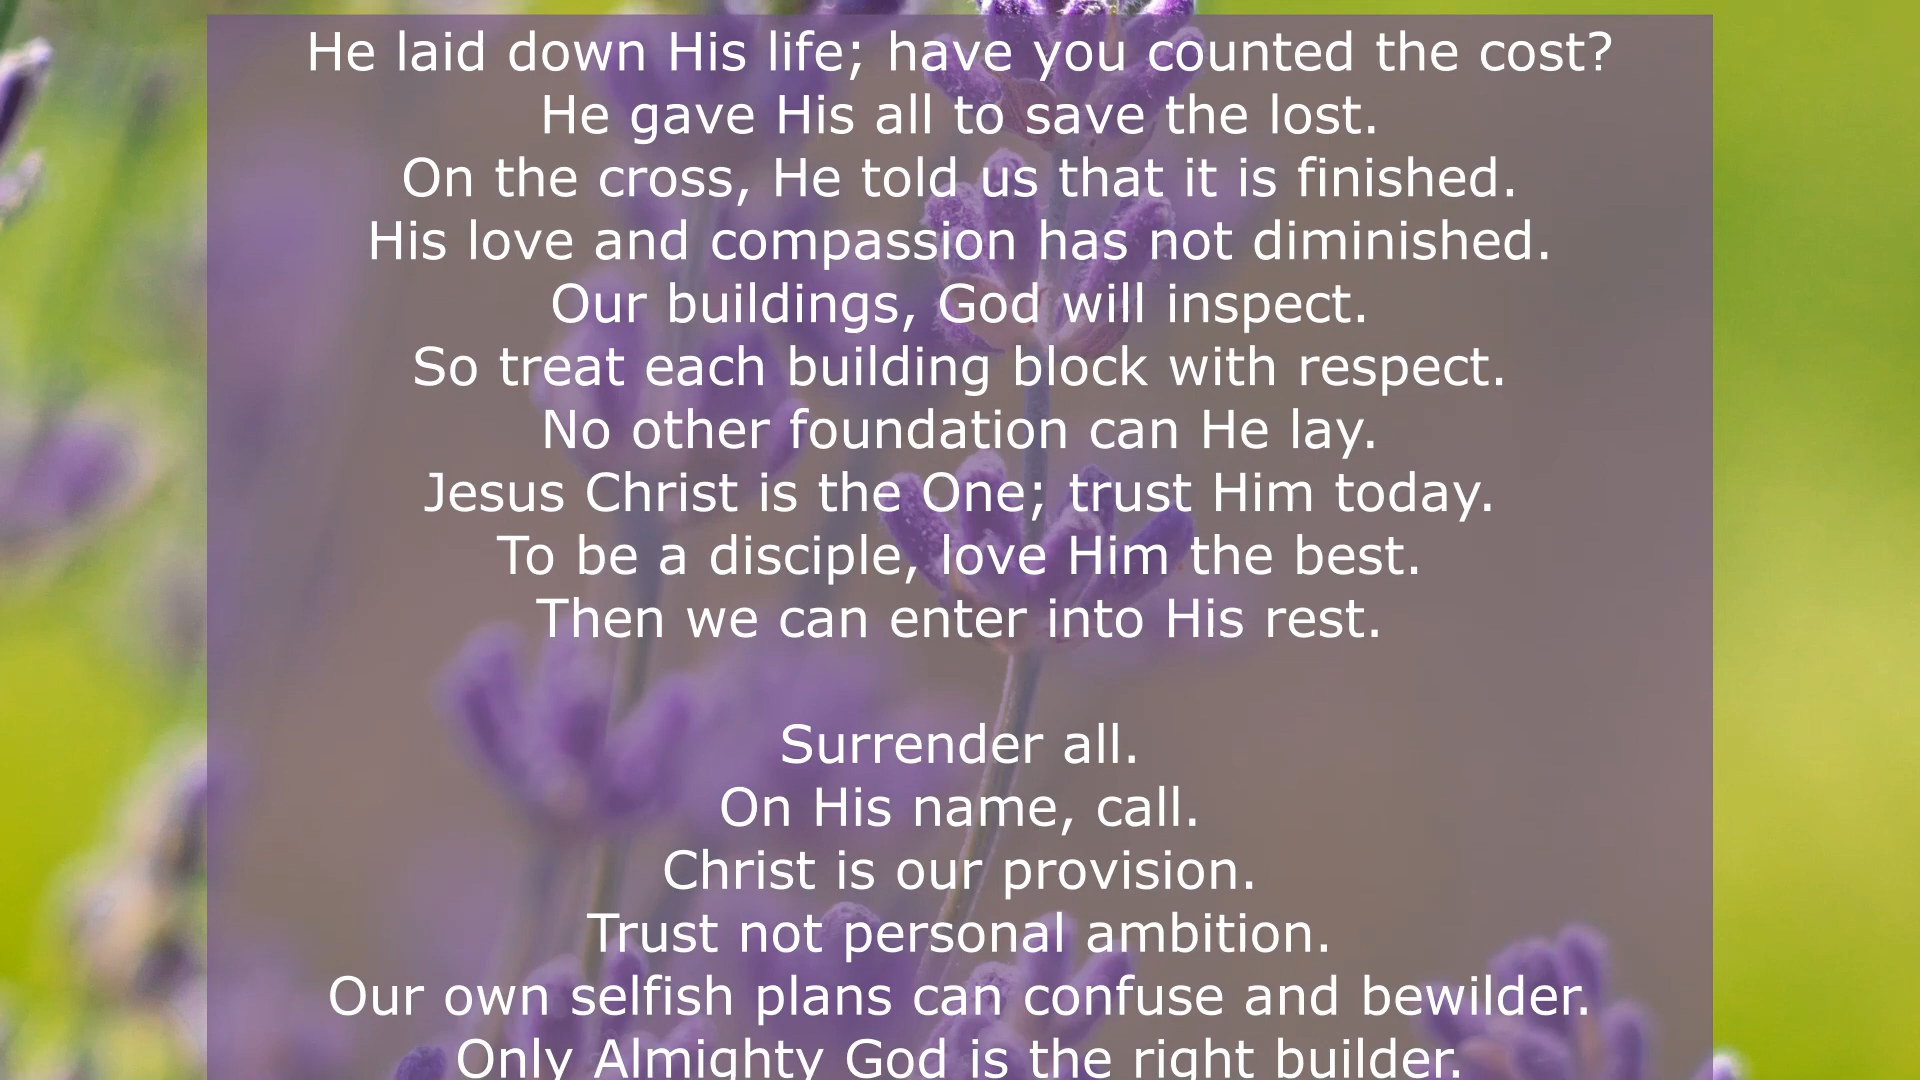 He laid down His life; have you counted the cost?
He gave His all to save the lost.
On the cross, He told us that it is finished.
His love and compassion has not diminished.
Our buildings, God will inspect.
So treat each building block with respect.
No other foundation can He lay.
Jesus Christ is the One; trust Him today.
To be a disciple, love Him the best.
Then we can enter into His rest.
Surrender all.
On His name, call.
Christ is our provision.
Trust not personal ambition.
Our own selfish plans can confuse and bewilder.
Only Almighty God is the right builder.